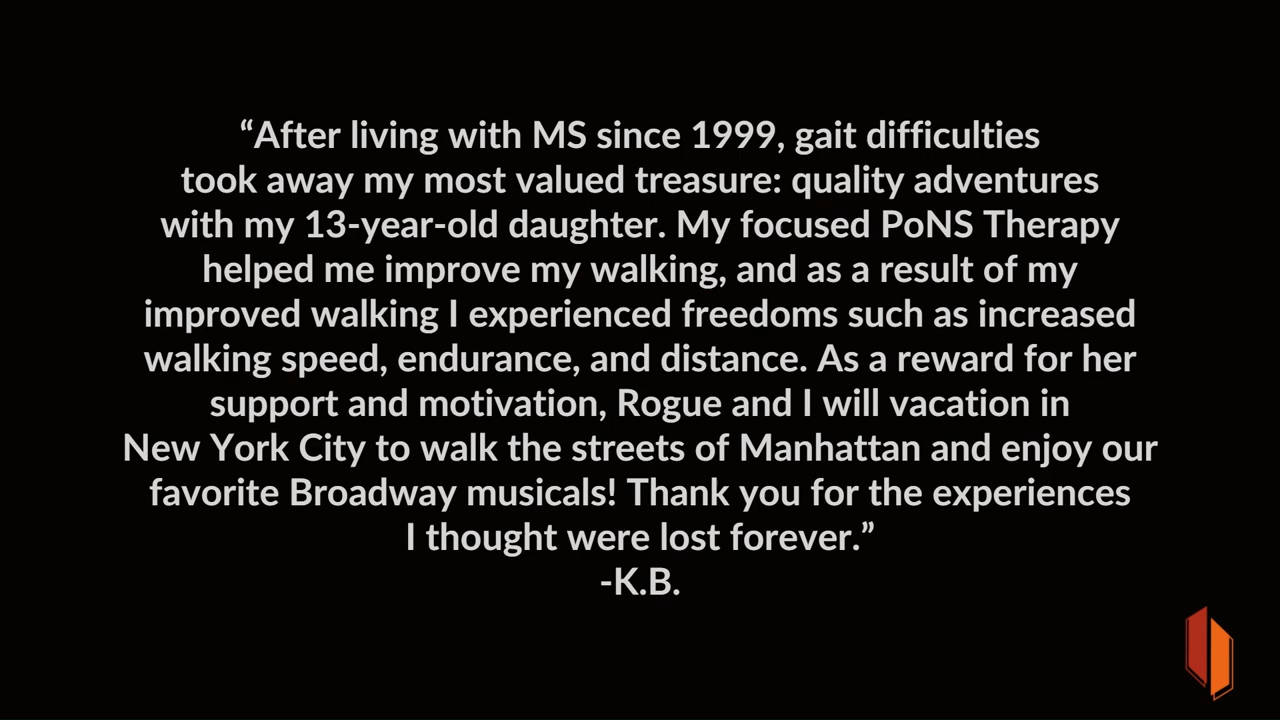 “After living with MS since 1999, gait difficulties
took away my most valued treasure: quality adventures
with my 13-year-old daughter. My focused PoNS Therapy
helped me improve my walking, and as a result of my
improved walking I experienced freedoms such as increased
walking speed, endurance, and distance. As a reward for her
support and motivation, Rogue and I will vacation in
New York City to walk the streets of Manhattan and enjoy our
favorite Broadway musicals! Thank you for the experiences
I thought were lost forever.”
-K.B.